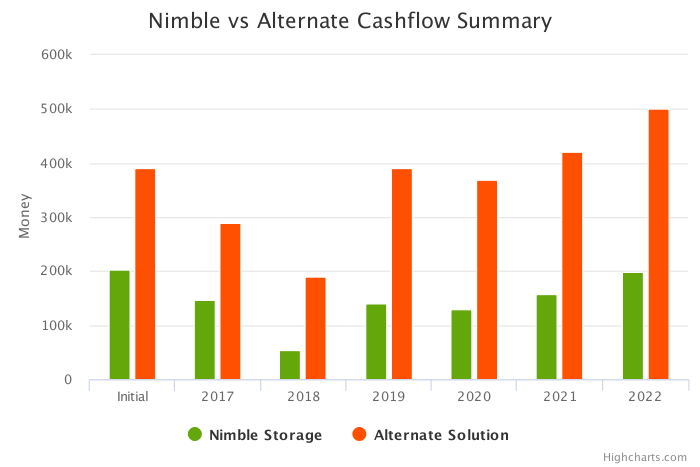 Nimble vs Alternate Cashflow Summary
600k
500k
400k
300k
200k
100k
0
Money
Initial 2017 2018 2019 2020 2021 2022
Nimble Storage Alternate Solution
Highcharts.com